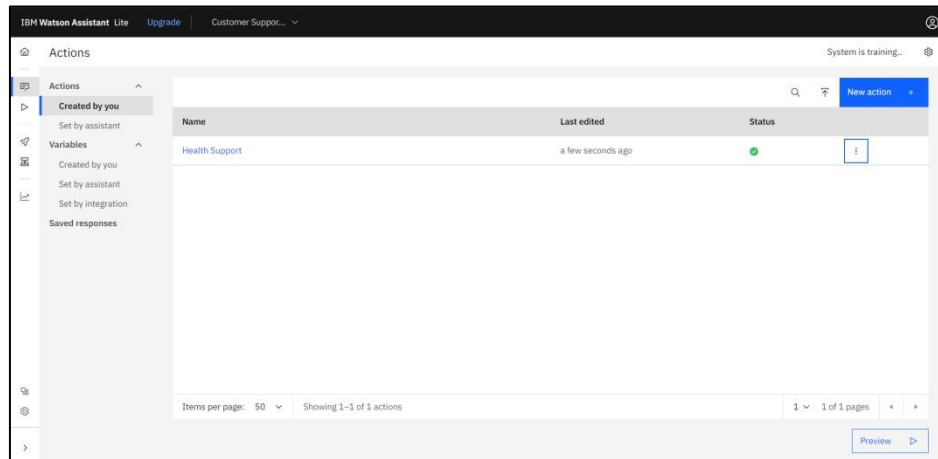 IBM Watson Assistant Lite Upgrade Customer Suppor...
Actions
System is training..
Actions
Created by you
Set by assistant
Variables
Created by you
Set by assistant
Set by integration
Saved responses
New action +
Name Last edited Status
Health Support a few seconds ago
Items per page: 50 Showing 1–1 of 1 actions 1 1 of 1 pages
Preview